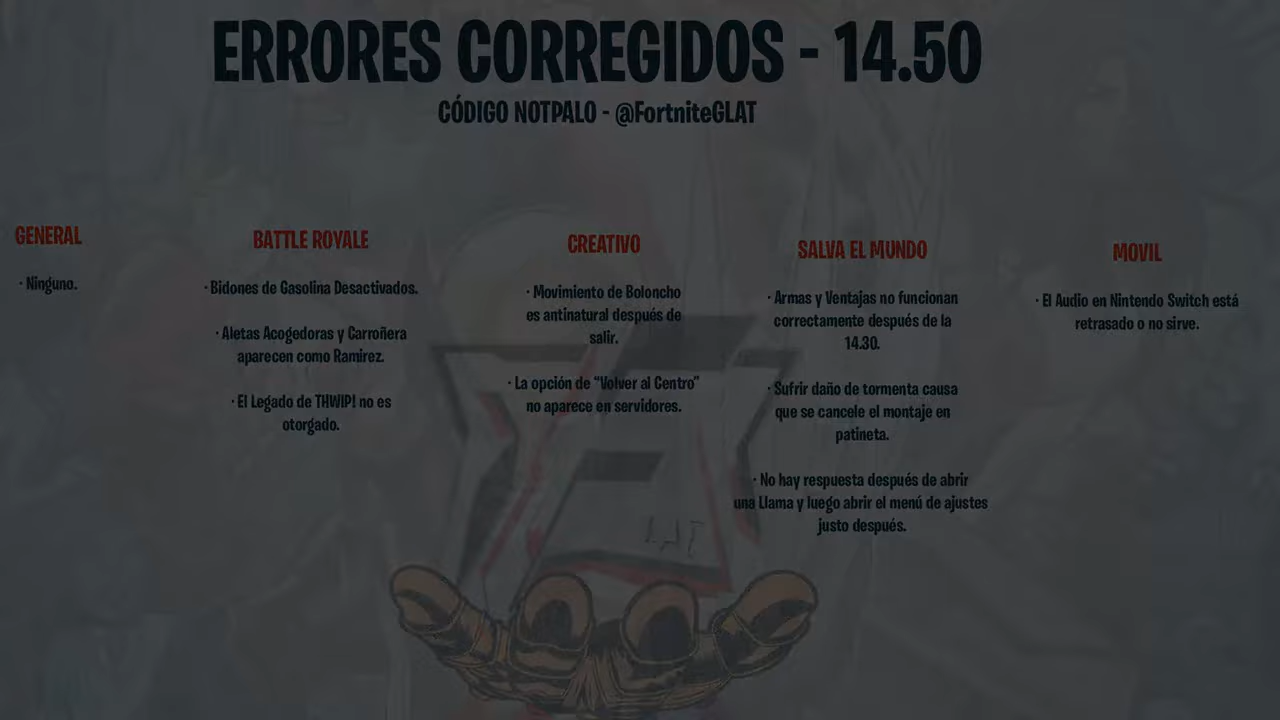 ERRORES CORREGIDOS - 14.50
CÓDIGO NOTPALO - @FortniteGLAT
GENERAL
· Ninguno.
BATTLE ROYALE
· Bidones de Gasolina Desactivados.
· Aletas Acogedoras y Carroñera
aparecen como Ramirez.
· El Legado de THWIP! no es
otorgado.
CREATIVO
· Movimiento de Boloncho
es antinatural después de
salir.
· La opción de “Volver al Centro”
no aparece en servidores.
SALVA EL MUNDO
· Armas y Ventajas no funcionan
correctamente después de la
14.30.
· Sufrir daño de tormenta causa
que se cancele el montaje en
patineta.
· No hay respuesta después de abrir
una Llama y luego abrir el menú de ajustes
justo después.
MOVIL
· El Audio en Nintendo Switch está
retrasado o no sirve.